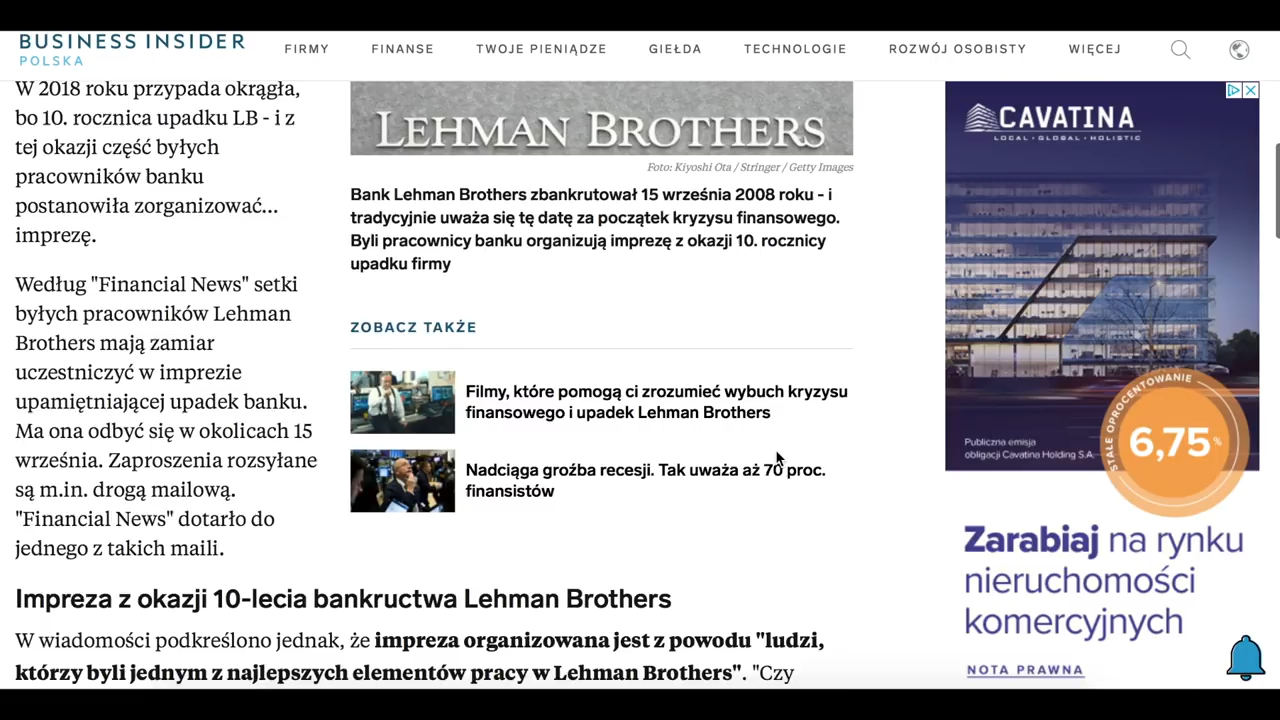 BUSINESS INSIDER
POLSKA
FIRMY FINANSE TWOJE PIENIĄDZE GIEŁDA TECHNOLOGIE ROZWÓJ OSOBISTY WIĘCEJ
W 2018 roku przypada okrągła,
bo 10. rocznica upadku LB - i z
tej okazji część byłych
pracowników banku
postanowiła zorganizować...
imprezę.
Według "Financial News" setki
byłych pracowników Lehman
Brothers mają zamiar
uczestniczyć w imprezie
upamiętniającej upadek banku.
Ma ona odbyć się w okolicach 15
września. Zaproszenia rozsyłane
są m.in. drogą mailową.
"Financial News" dotarło do
jednego z takich maili.
LEHMAN BROTHERS
Foto: Kiyoshi Ota / Stringer / Getty Images
Bank Lehman Brothers zbankrutował 15 września 2008 roku - i
tradycyjnie uważa się tę datę za początek kryzysu finansowego.
Byli pracownicy banku organizują imprezę z okazji 10. rocznicy
upadku firmy
ZOBACZ TAKŻE
Filmy, które pomogą ci zrozumieć wybuch kryzysu
finansowego i upadek Lehman Brothers
Nadciąga groźba recesji. Tak uważa aż 70 proc.
finansistów
Impreza z okazji 10-lecia bankructwa Lehman Brothers
W wiadomości podkreślono jednak, że impreza organizowana jest z powodu "ludzi,
którzy byli jednym z najlepszych elementów pracy w Lehman Brothers". "Czy
CAVATINA
LOCAL · GLOBAL · HOLISTIC
STAŁE OPROCENTOWANIE
6,75%
Publiczna emisja
obligacji Cavatina Holding S.A.
Zarabiaj na rynku
nieruchomości
komercyjnych
NOTA PRAWNA